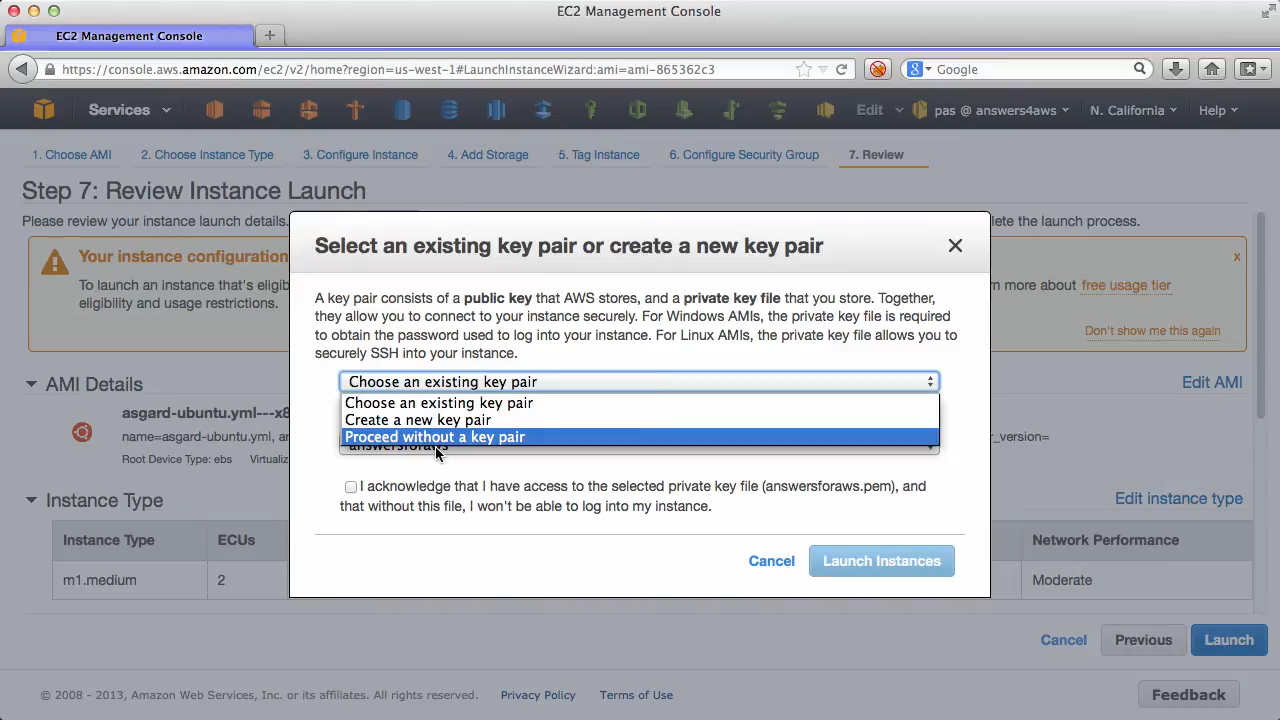 EC2 Management Console
EC2 Management Console
https://console.aws.amazon.com/ec2/v2/home?region=us-west-1#LaunchInstanceWizard:ami=ami-865362c3
Google
Services
Edit
pas @ answers4aws
N. California
Help
1. Choose AMI
2. Choose Instance Type
3. Configure Instance
4. Add Storage
5. Tag Instance
6. Configure Security Group
7. Review
Step 7: Review Instance Launch
Please review your instance launch details.
lete the launch process.
Your instance configuration
x
To launch an instance that's eligib
rn more about free usage tier
eligibility and usage restrictions.
Don't show me this again
AMI Details
Edit AMI
asgard-ubuntu.yml---x8
name=asgard-ubuntu.yml, ar
r_version=
Root Device Type: ebs
Virtualiz
Instance Type
Edit instance type
Instance Type
ECUs
Network Performance
m1.medium
2
Moderate
Select an existing key pair or create a new key pair
A key pair consists of a public key that AWS stores, and a private key file that you store. Together,
they allow you to connect to your instance securely. For Windows AMIs, the private key file is required
to obtain the password used to log into your instance. For Linux AMIs, the private key file allows you to
securely SSH into your instance.
Choose an existing key pair
Choose an existing key pair
Create a new key pair
Proceed without a key pair
answersforaws
I acknowledge that I have access to the selected private key file (answersforaws.pem), and
that without this file, I won't be able to log into my instance.
Cancel
Launch Instances
Cancel
Previous
Launch
© 2008 - 2013, Amazon Web Services, Inc. or its affiliates. All rights reserved.
Privacy Policy
Terms of Use
Feedback